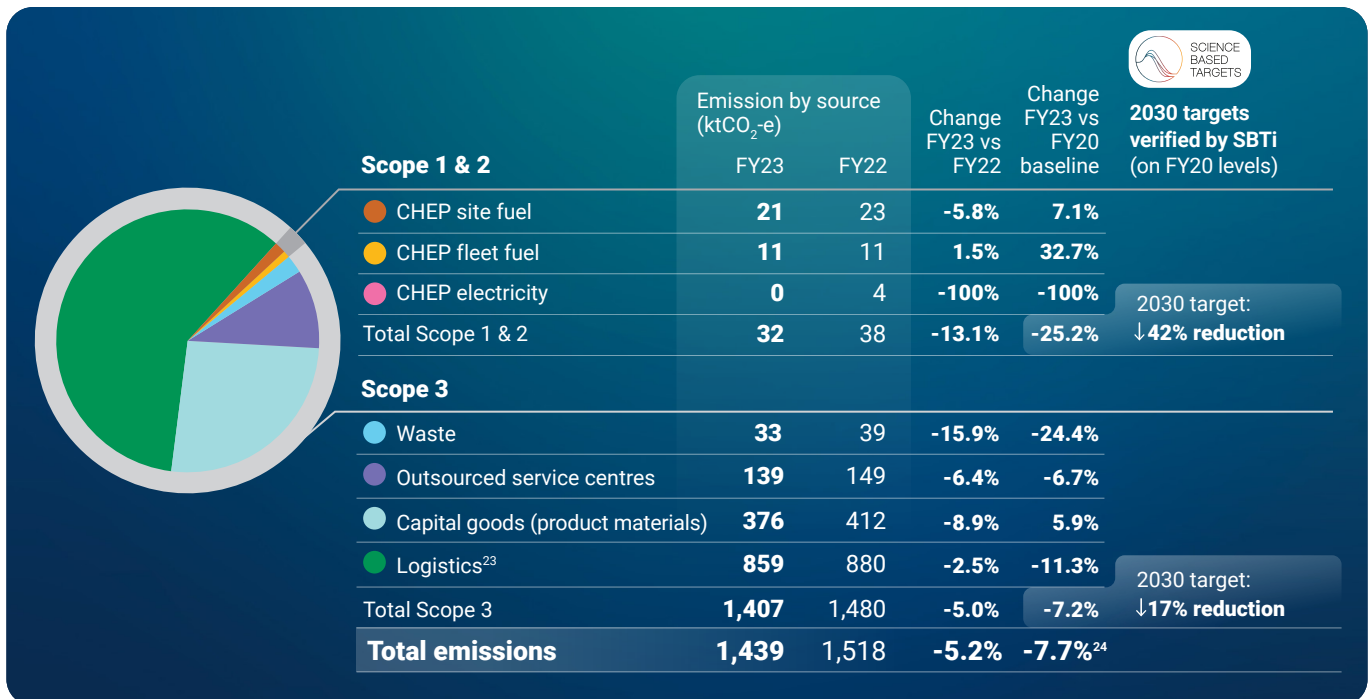 SCIENCE
BASED
TARGETS
Emission by source
(ktCO₂-e)
FY23 FY22
Change
FY23 vs
FY22
Change
FY23 vs
FY20
baseline
2030 targets
verified by SBTi
(on FY20 levels)
Scope 1 & 2
CHEP site fuel 21 23 -5.8% 7.1%
CHEP fleet fuel 11 11 1.5% 32.7%
CHEP electricity 0 4 -100% -100%
Total Scope 1 & 2 32 38 -13.1% -25.2%
2030 target:
↓42% reduction
Scope 3
Waste 33 39 -15.9% -24.4%
Outsourced service centres 139 149 -6.4% -6.7%
Capital goods (product materials) 376 412 -8.9% 5.9%
Logistics²³ 859 880 -2.5% -11.3%
Total Scope 3 1,407 1,480 -5.0% -7.2%
2030 target:
↓17% reduction
Total emissions 1,439 1,518 -5.2% -7.7%²⁴